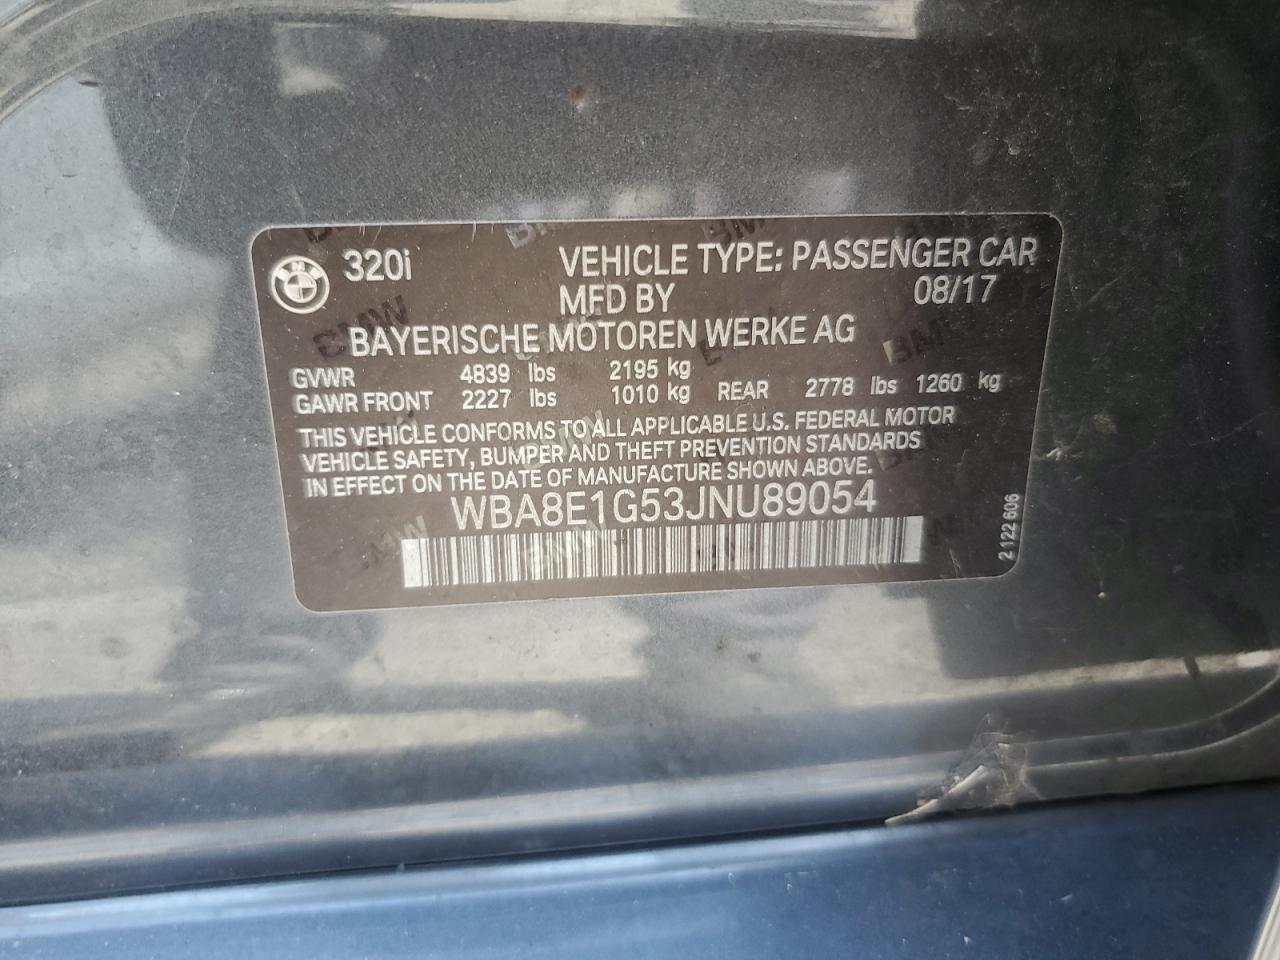 320i VEHICLE TYPE: PASSENGER CAR
MFD BY 08/17
BAYERISCHE MOTOREN WERKE AG
GVWR 4839 lbs 2195 kg
GAWR FRONT 2227 lbs 1010 kg REAR 2778 lbs 1260 kg
THIS VEHICLE CONFORMS TO ALL APPLICABLE U.S. FEDERAL MOTOR
VEHICLE SAFETY, BUMPER AND THEFT PREVENTION STANDARDS
IN EFFECT ON THE DATE OF MANUFACTURE SHOWN ABOVE.
WBA8E1G53JNU89054
2 122 606